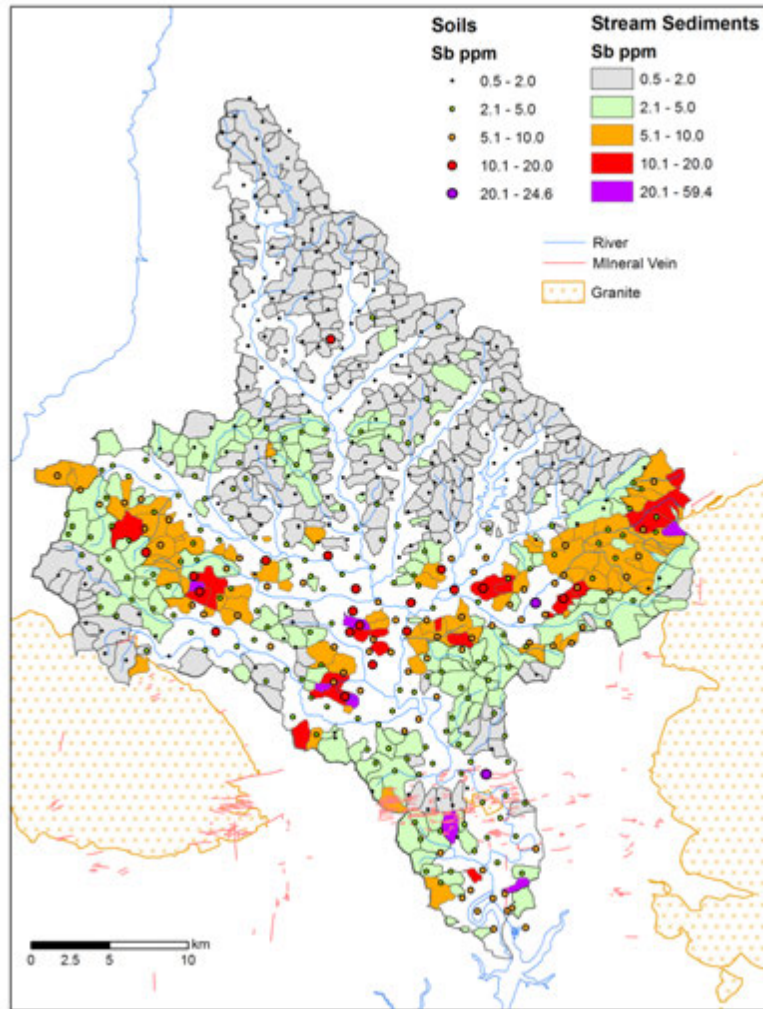 Soils
Sb ppm
0.5 - 2.0
2.1 - 5.0
5.1 - 10.0
10.1 - 20.0
20.1 - 24.6
Stream Sediments
Sb ppm
0.5 - 2.0
2.1 - 5.0
5.1 - 10.0
10.1 - 20.0
20.1 - 59.4
River
MIneral Vein
Granite
km
0 2.5 5 10